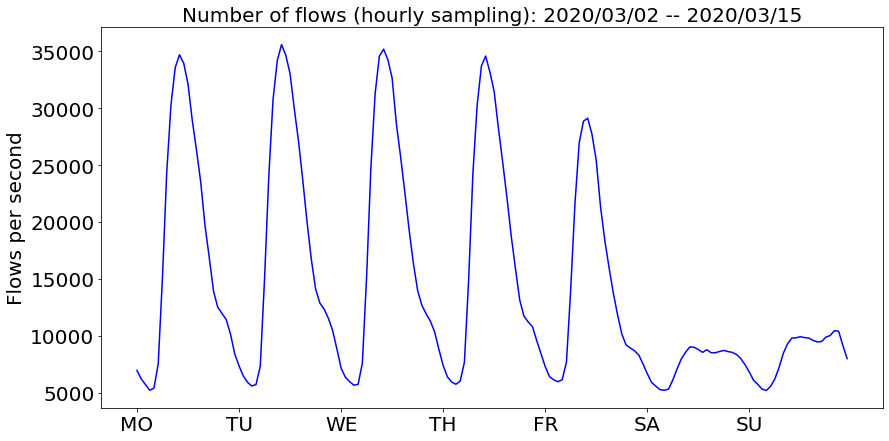 Number of flows (hourly sampling): 2020/03/02 -- 2020/03/15
Flows per second
35000
30000
25000
20000
15000
10000
5000
MO TU WE TH FR SA SU